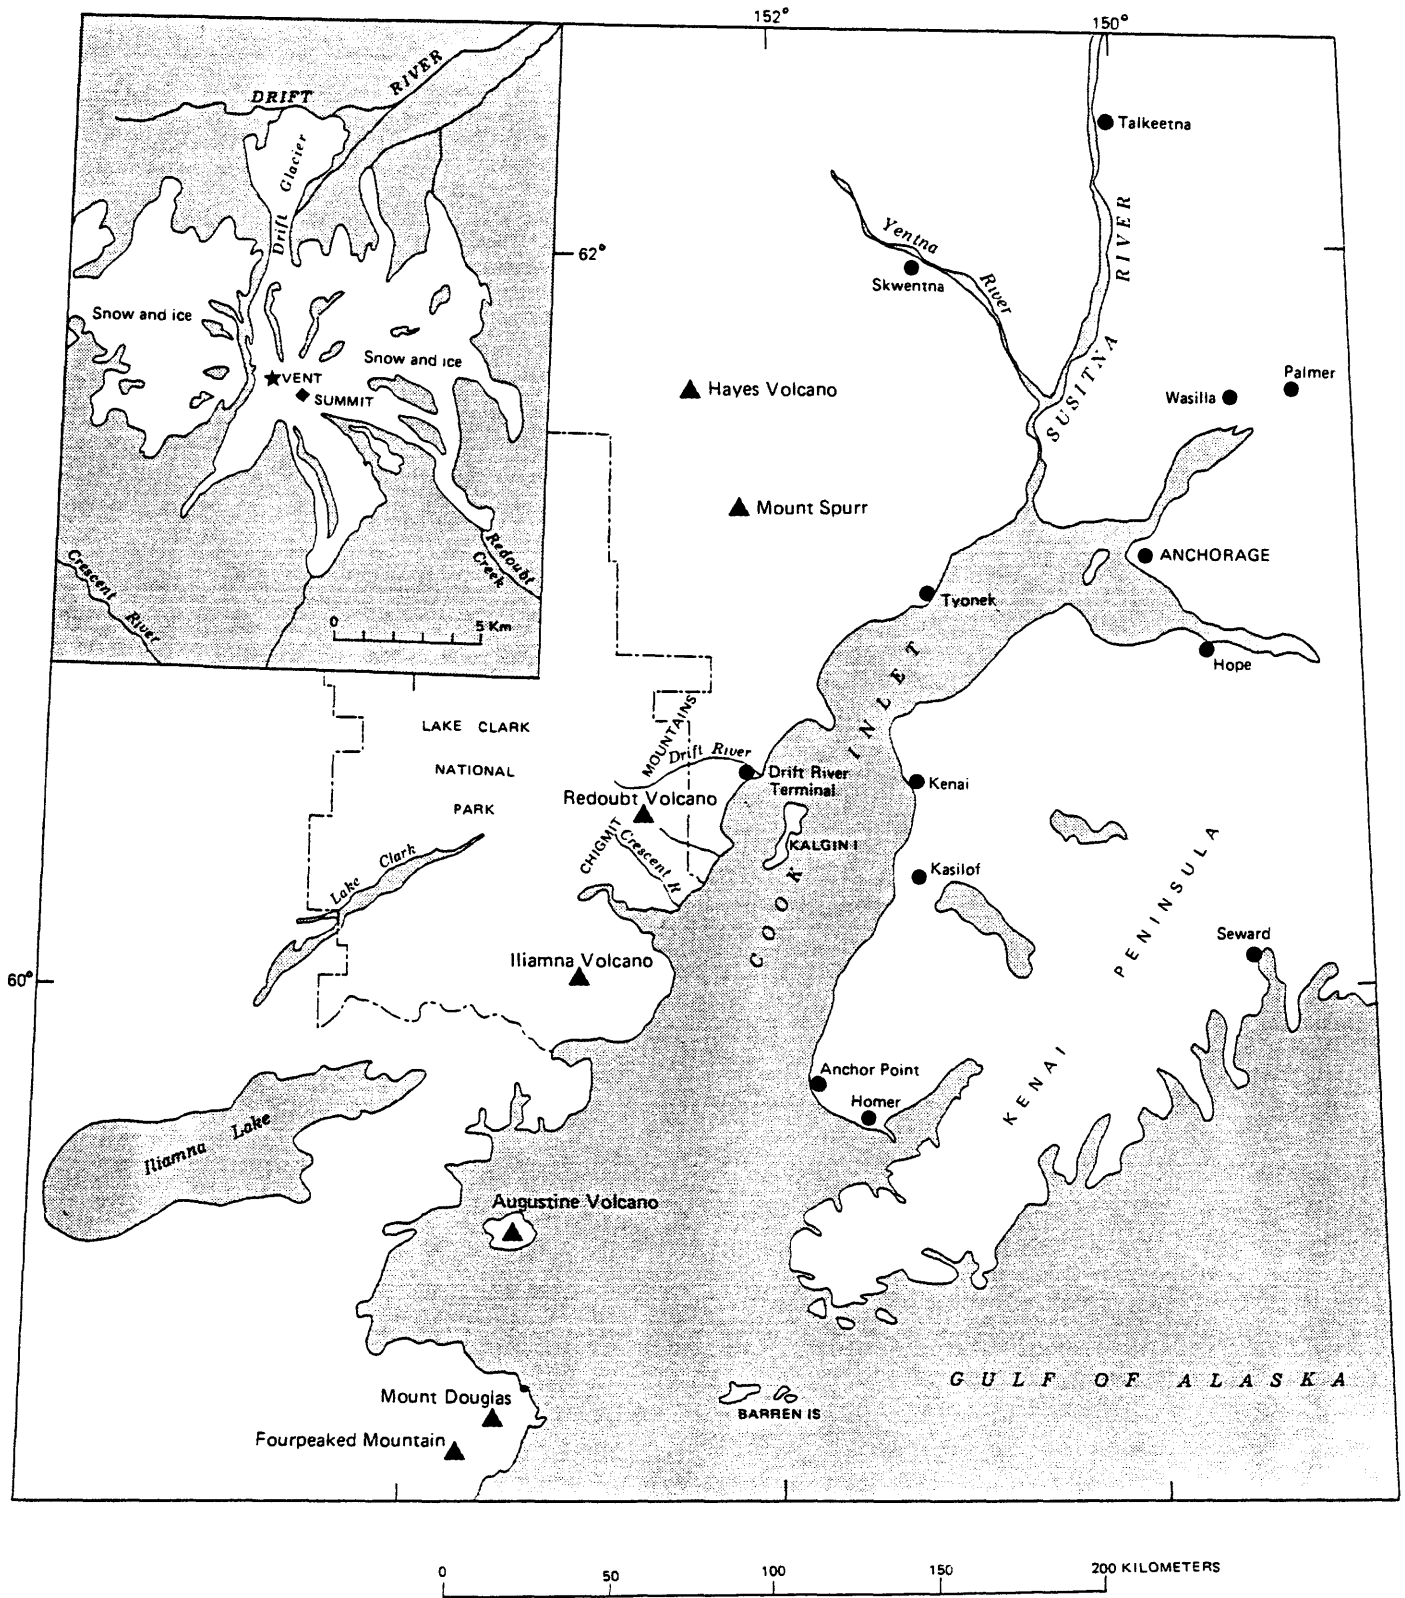 152°
150°
DRIFT
RIVER
Drift Glacier
Snow and ice
Snow and ice
VENT
SUMMIT
Crescent River
Redoubt
Creek
0
5 Km
62°
Talkeetna
Yentna River
Skwentna
SUSITNA RIVER
Hayes Volcano
Wasilla
Palmer
Mount Spurr
ANCHORAGE
Tyonek
Hope
COOK INLET
LAKE CLARK
NATIONAL
PARK
CHIGMIT MOUNTAINS
Drift River
Drift River
Terminal
Redoubt Volcano
Kenai
KALGIN I
Crescent R
Lake Clark
Kasilof
KENAI PENINSULA
Seward
Iliamna Volcano
60°
Anchor Point
Homer
Iliamna Lake
Augustine Volcano
GULF OF ALASKA
Mount Douglas
BARREN IS
Fourpeaked Mountain
0
50
100
150
200 KILOMETERS